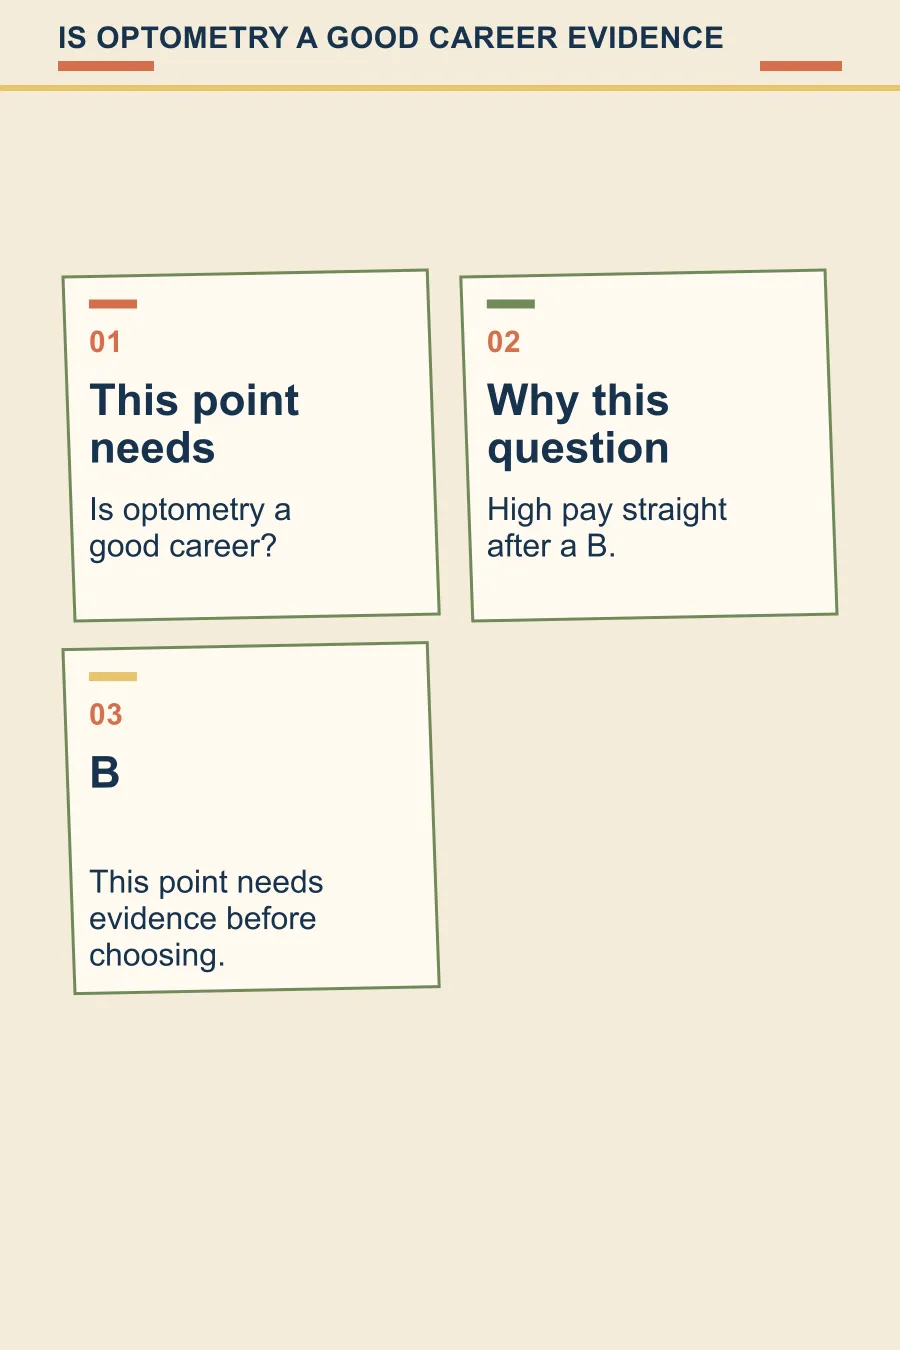 IS OPTOMETRY A GOOD CAREER EVIDENCE
01
This point
needs
Is optometry a
good career?
02
Why this
question
High pay straight
after a B.
03
B
This point needs
evidence before
choosing.